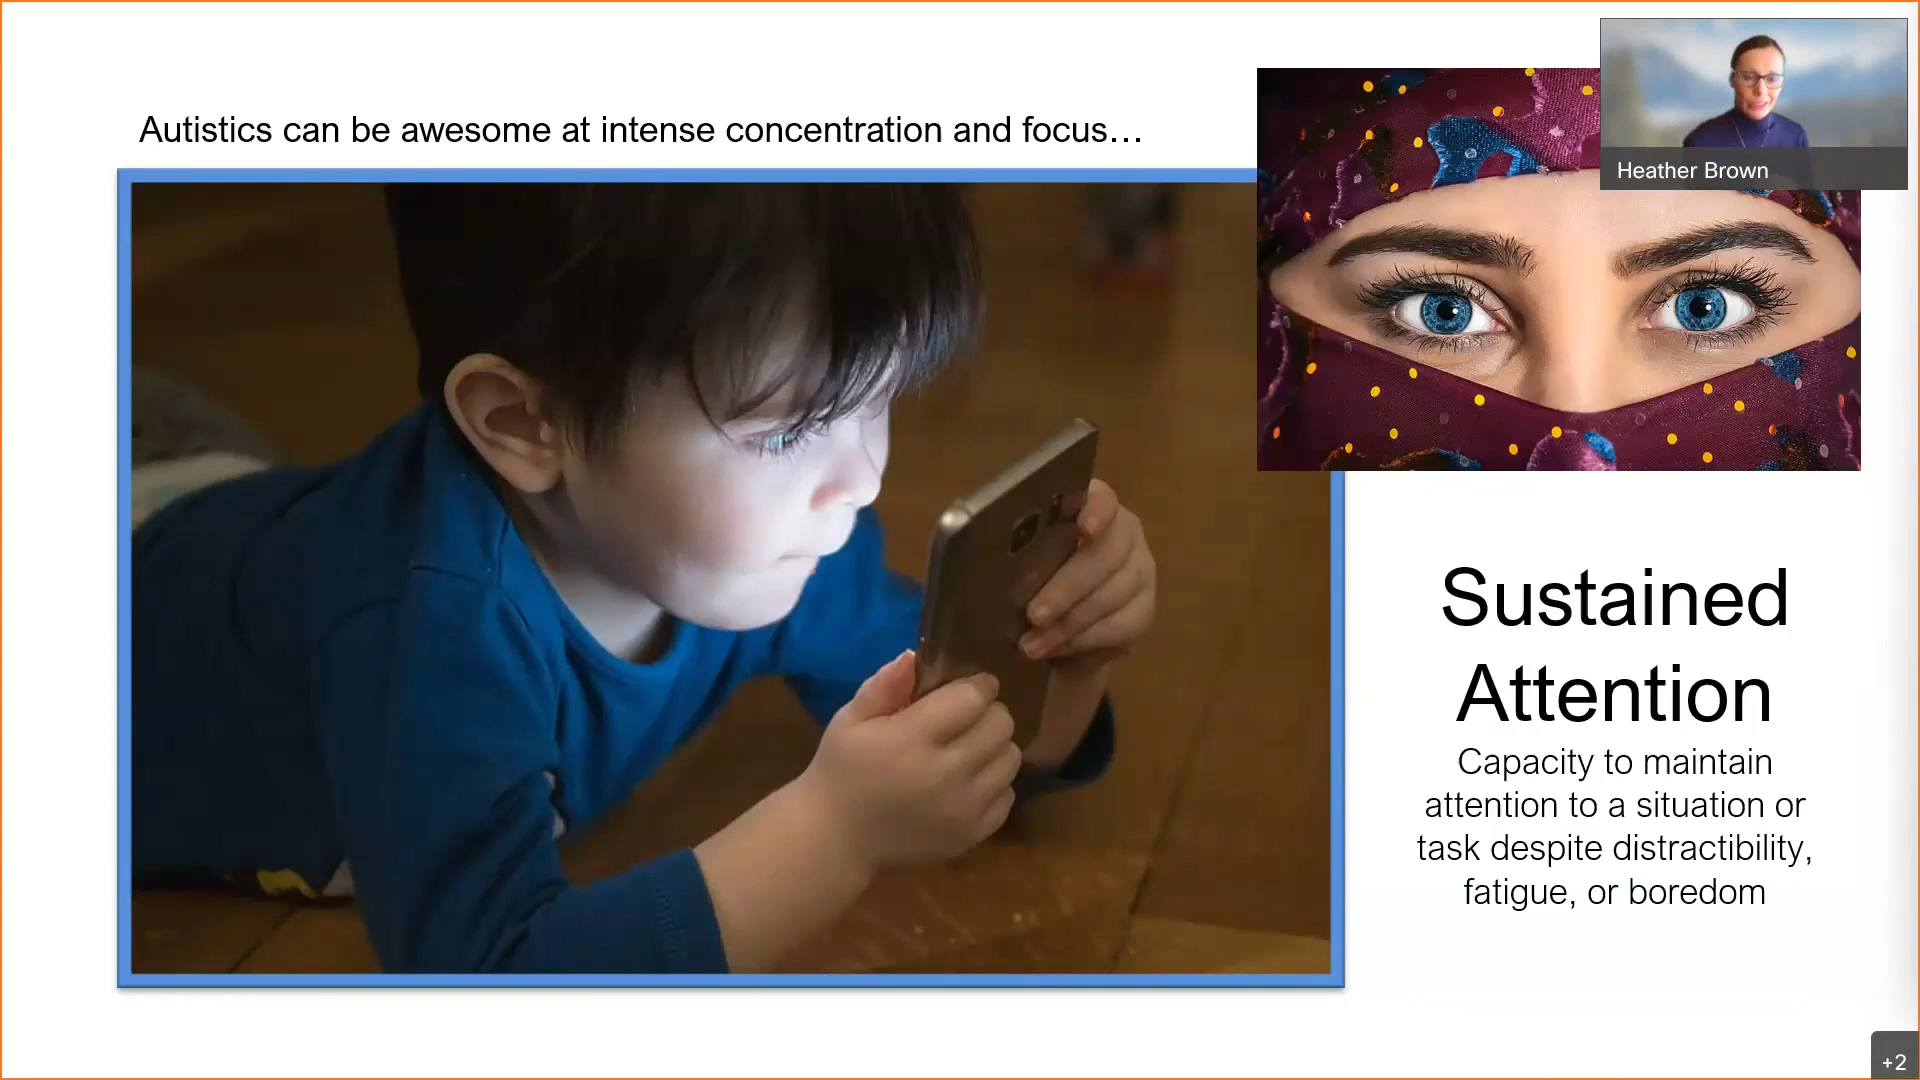 Autistics can be awesome at intense concentration and focus…
Heather Brown
Sustained
Attention
Capacity to maintain
attention to a situation or
task despite distractibility,
fatigue, or boredom
+2